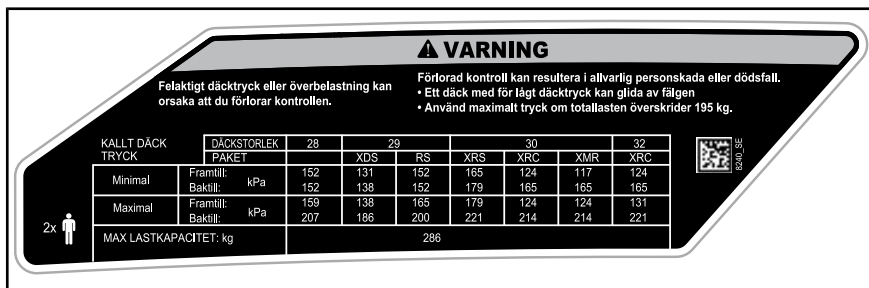 VARNING
Felaktigt däcktryck eller överbelastning kan
orsaka att du förlorar kontrollen.
Förlorad kontroll kan resultera i allvarlig personskada eller dödsfall.
• Ett däck med för lågt däcktryck kan glida av fälgen
• Använd maximalt tryck om totallasten överskrider 195 kg.
KALLT DÄCK TRYCK
DÄCKSTORLEK 28 29 30 32
PAKET XDS RS XRS XRC XMR XRC
Minimal Framtill: kPa 152 131 152 165 124 117 124
Baktill: 152 138 152 179 165 165 165
Maximal Framtill: kPa 159 138 165 179 124 124 131
Baktill: 207 186 200 221 214 214 221
2x
MAX LASTKAPACITET: kg 286
8240_SE